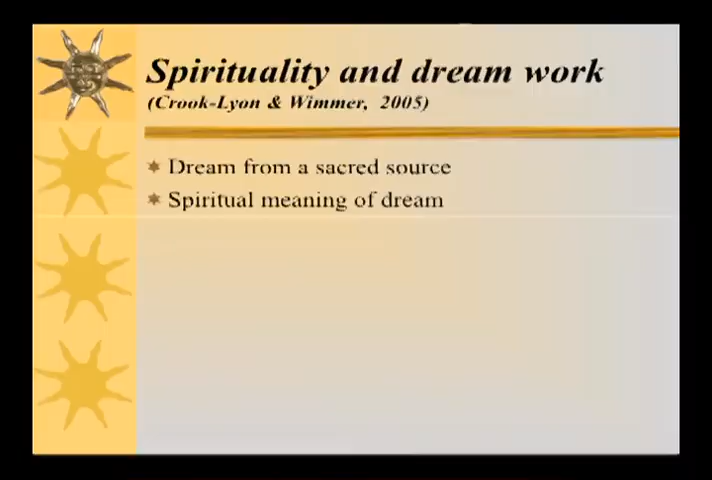 Spirituality and dream work
(Crook-Lyon & Wimmer, 2005)
Dream from a sacred source
Spiritual meaning of dream